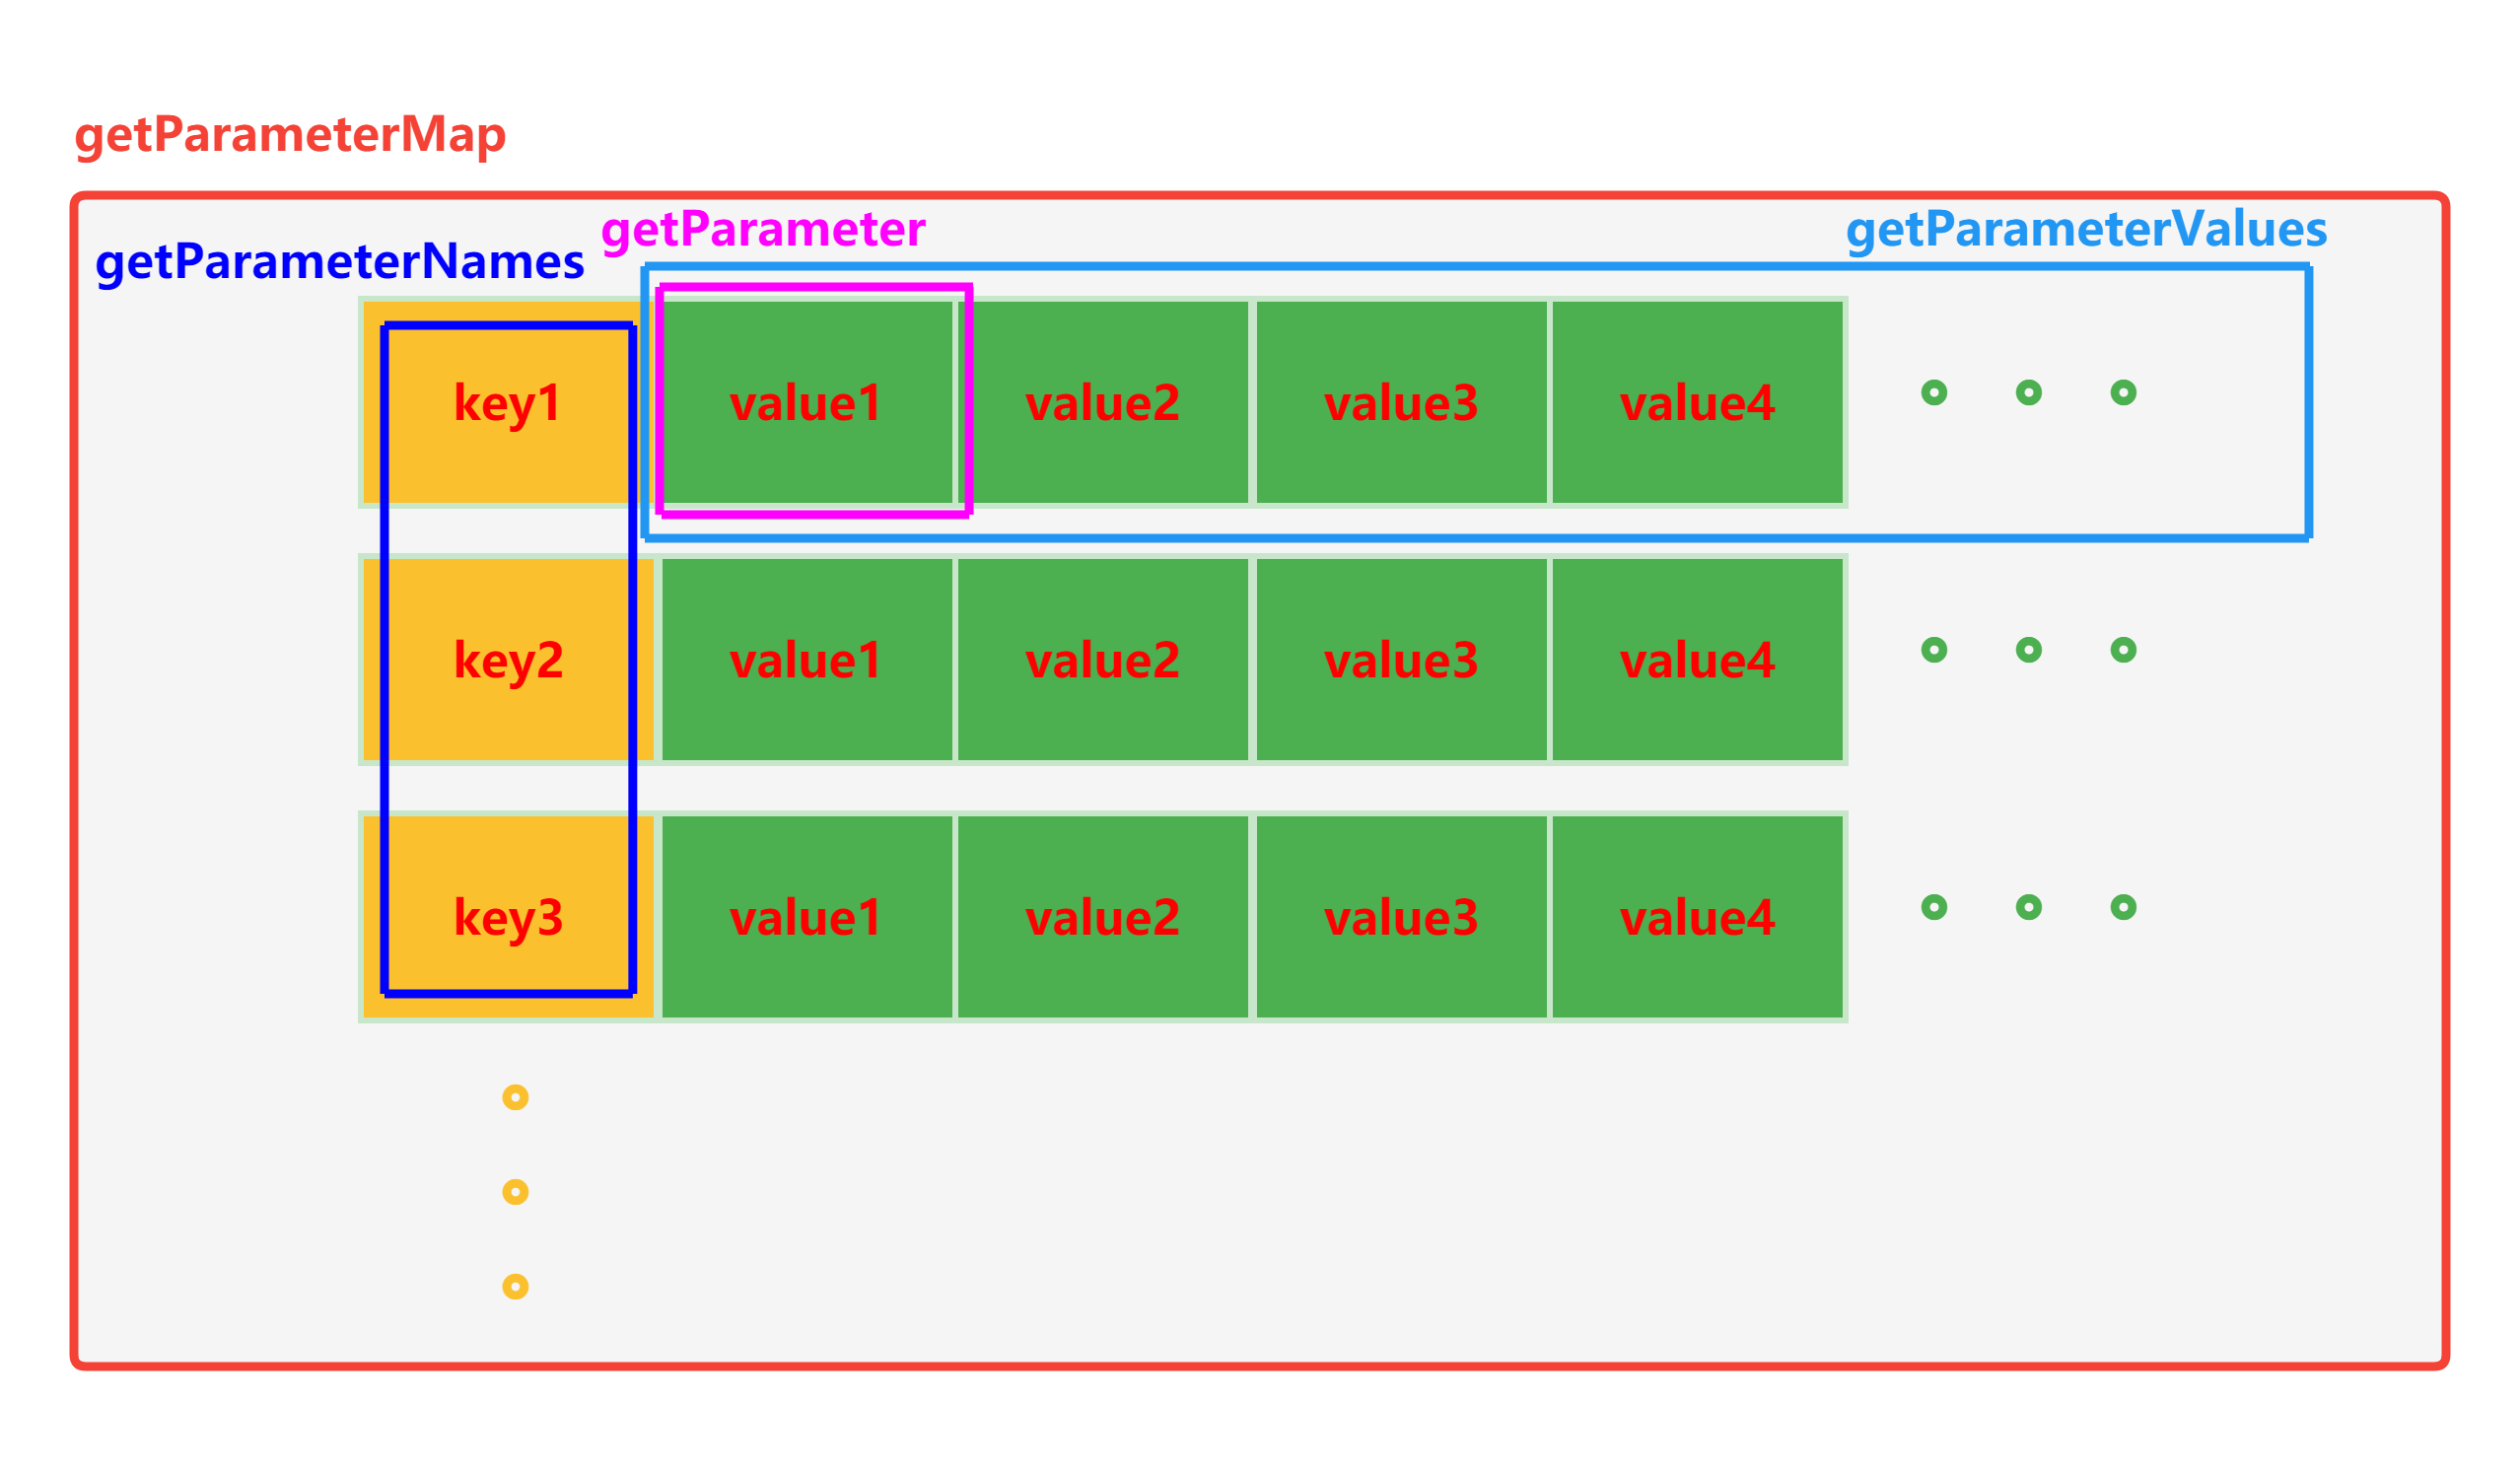 getParameterMap
getParameterNames
getParameter
getParameterValues
key1 value1 value2 value3 value4
key2 value1 value2 value3 value4
key3 value1 value2 value3 value4